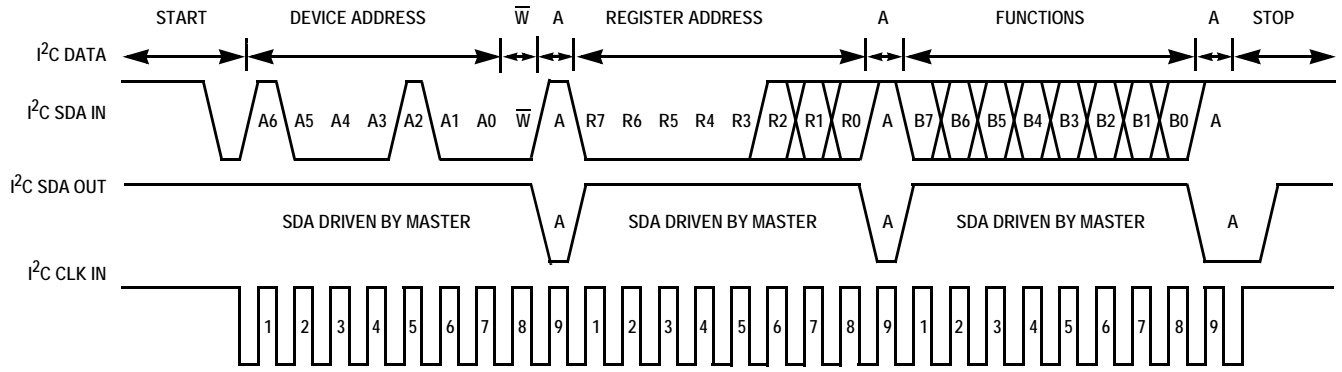 START DEVICE ADDRESS W̅ A REGISTER ADDRESS A FUNCTIONS A STOP
I²C DATA
I²C SDA IN A6 A5 A4 A3 A2 A1 A0 W̅ A R7 R6 R5 R4 R3 R2 R1 R0 A B7 B6 B5 B4 B3 B2 B1 B0 A
I²C SDA OUT
SDA DRIVEN BY MASTER A SDA DRIVEN BY MASTER A SDA DRIVEN BY MASTER A
I²C CLK IN
1 2 3 4 5 6 7 8 9 1 2 3 4 5 6 7 8 9 1 2 3 4 5 6 7 8 9